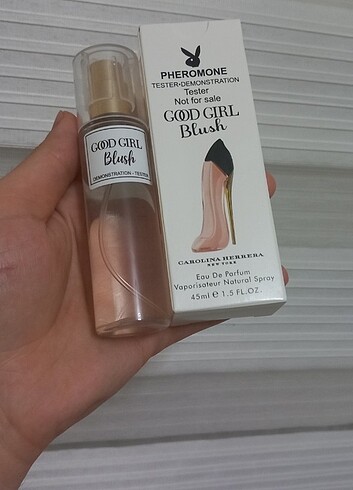 GOOD GIRL
Blush
DEMONSTRATION - TESTER
PHEROMONE
TESTER-DEMONSTRATION
Tester
Not for sale
GOOD GIRL
Blush
CAROLINA HERRERA
NEW YORK
Eau De Parfum
Vaporisateur Natural Spray
45ml ℮ 1.5 FL.OZ.